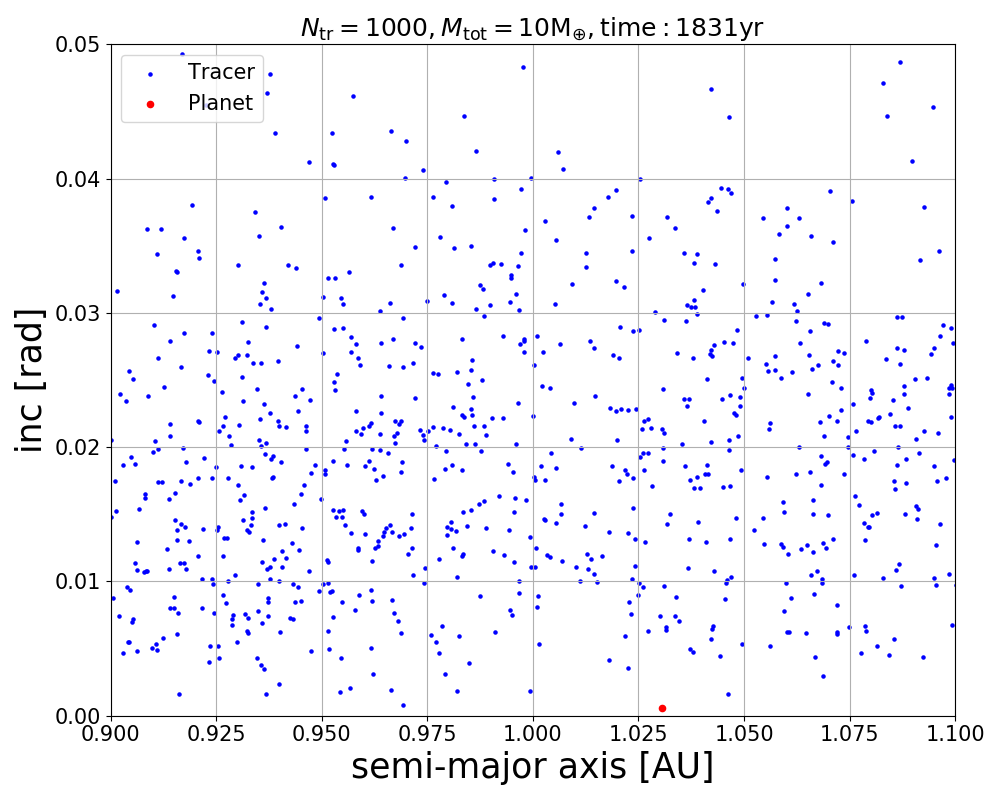 N_tr = 1000, M_tot = 10M_⊕, time : 1831yr
Tracer
Planet
inc [rad]
0.05
0.04
0.03
0.02
0.01
0.00
0.900 0.925 0.950 0.975 1.000 1.025 1.050 1.075 1.100
semi-major axis [AU]